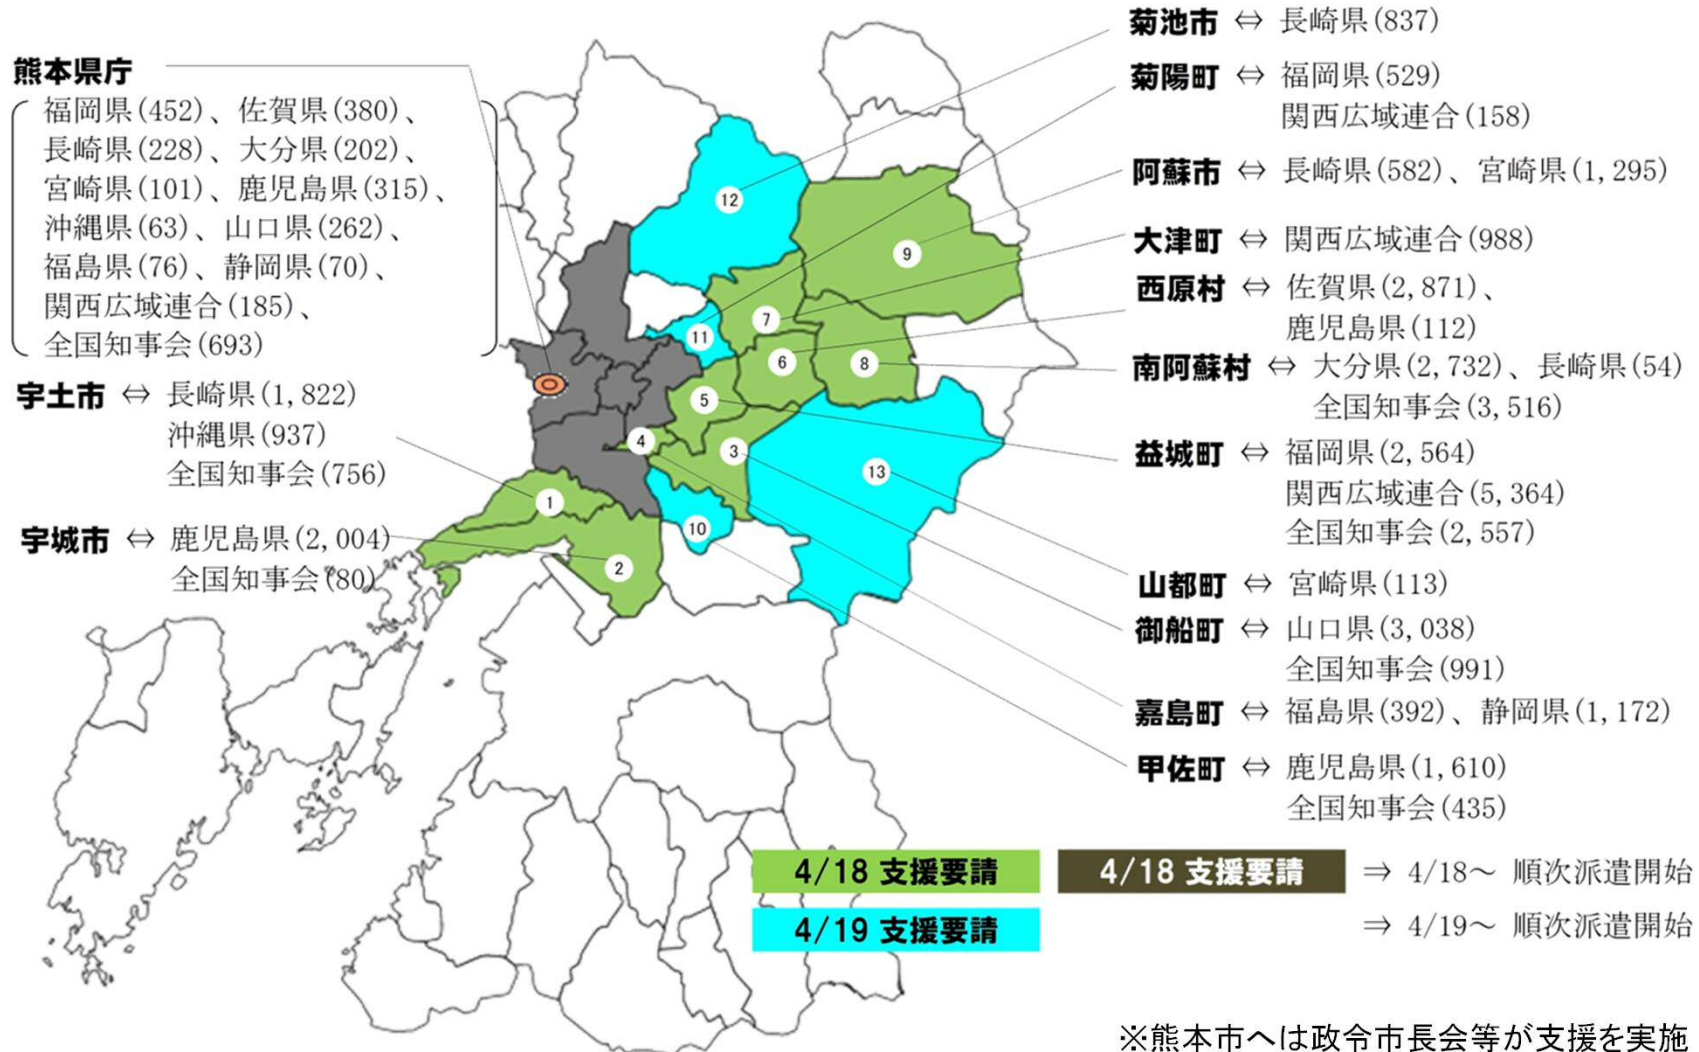 熊本県庁
福岡県(452)、佐賀県(380)、
長崎県(228)、大分県(202)、
宮崎県(101)、鹿児島県(315)、
沖縄県(63)、山口県(262)、
福島県(76)、静岡県(70)、
関西広域連合(185)、
全国知事会(693)
宇土市 ⇔ 長崎県(1,822)
沖縄県(937)
全国知事会(756)
宇城市 ⇔ 鹿児島県(2,004)
全国知事会(80)
菊池市 ⇔ 長崎県(837)
菊陽町 ⇔ 福岡県(529)
関西広域連合(158)
阿蘇市 ⇔ 長崎県(582)、宮崎県(1,295)
大津町 ⇔ 関西広域連合(988)
西原村 ⇔ 佐賀県(2,871)、
鹿児島県(112)
南阿蘇村 ⇔ 大分県(2,732)、長崎県(54)
全国知事会(3,516)
益城町 ⇔ 福岡県(2,564)
関西広域連合(5,364)
全国知事会(2,557)
山都町 ⇔ 宮崎県(113)
御船町 ⇔ 山口県(3,038)
全国知事会(991)
嘉島町 ⇔ 福島県(392)、静岡県(1,172)
甲佐町 ⇔ 鹿児島県(1,610)
全国知事会(435)
12
9
7
11
6
8
5
4
3
13
1
10
2
4/18 支援要請 4/18 支援要請 ⇒ 4/18～ 順次派遣開始
4/19 支援要請 ⇒ 4/19～ 順次派遣開始
※熊本市へは政令市長会等が支援を実施